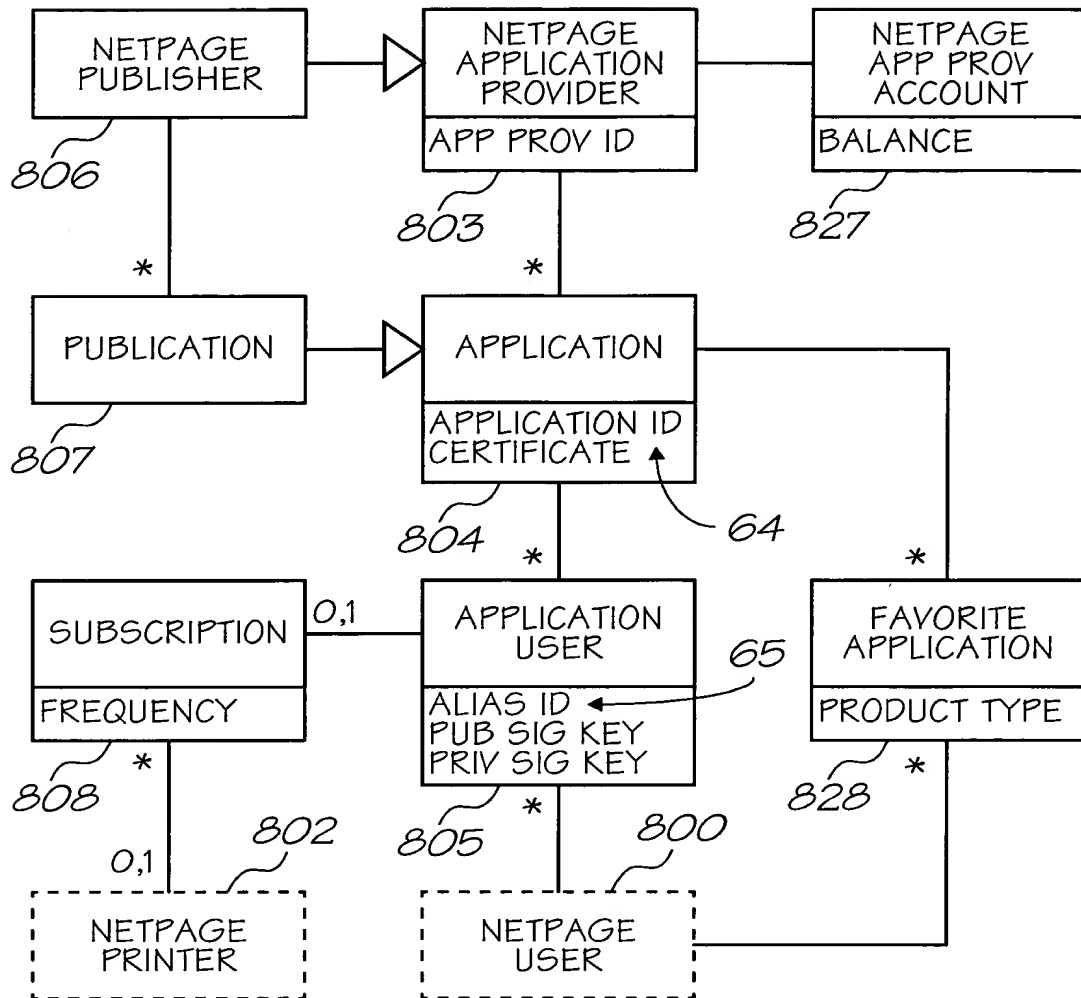 NETPAGE
PUBLISHER
NETPAGE
APPLICATION
PROVIDER
APP PROV ID
NETPAGE
APP PROV
ACCOUNT
BALANCE
806
803
827
*
*
PUBLICATION
APPLICATION
APPLICATION ID
CERTIFICATE
807
804
64
*
*
SUBSCRIPTION
FREQUENCY
0,1
APPLICATION
USER
ALIAS ID
PUB SIG KEY
PRIV SIG KEY
65
FAVORITE
APPLICATION
PRODUCT TYPE
808
*
805
*
828
*
0,1
802
800
NETPAGE
PRINTER
NETPAGE
USER